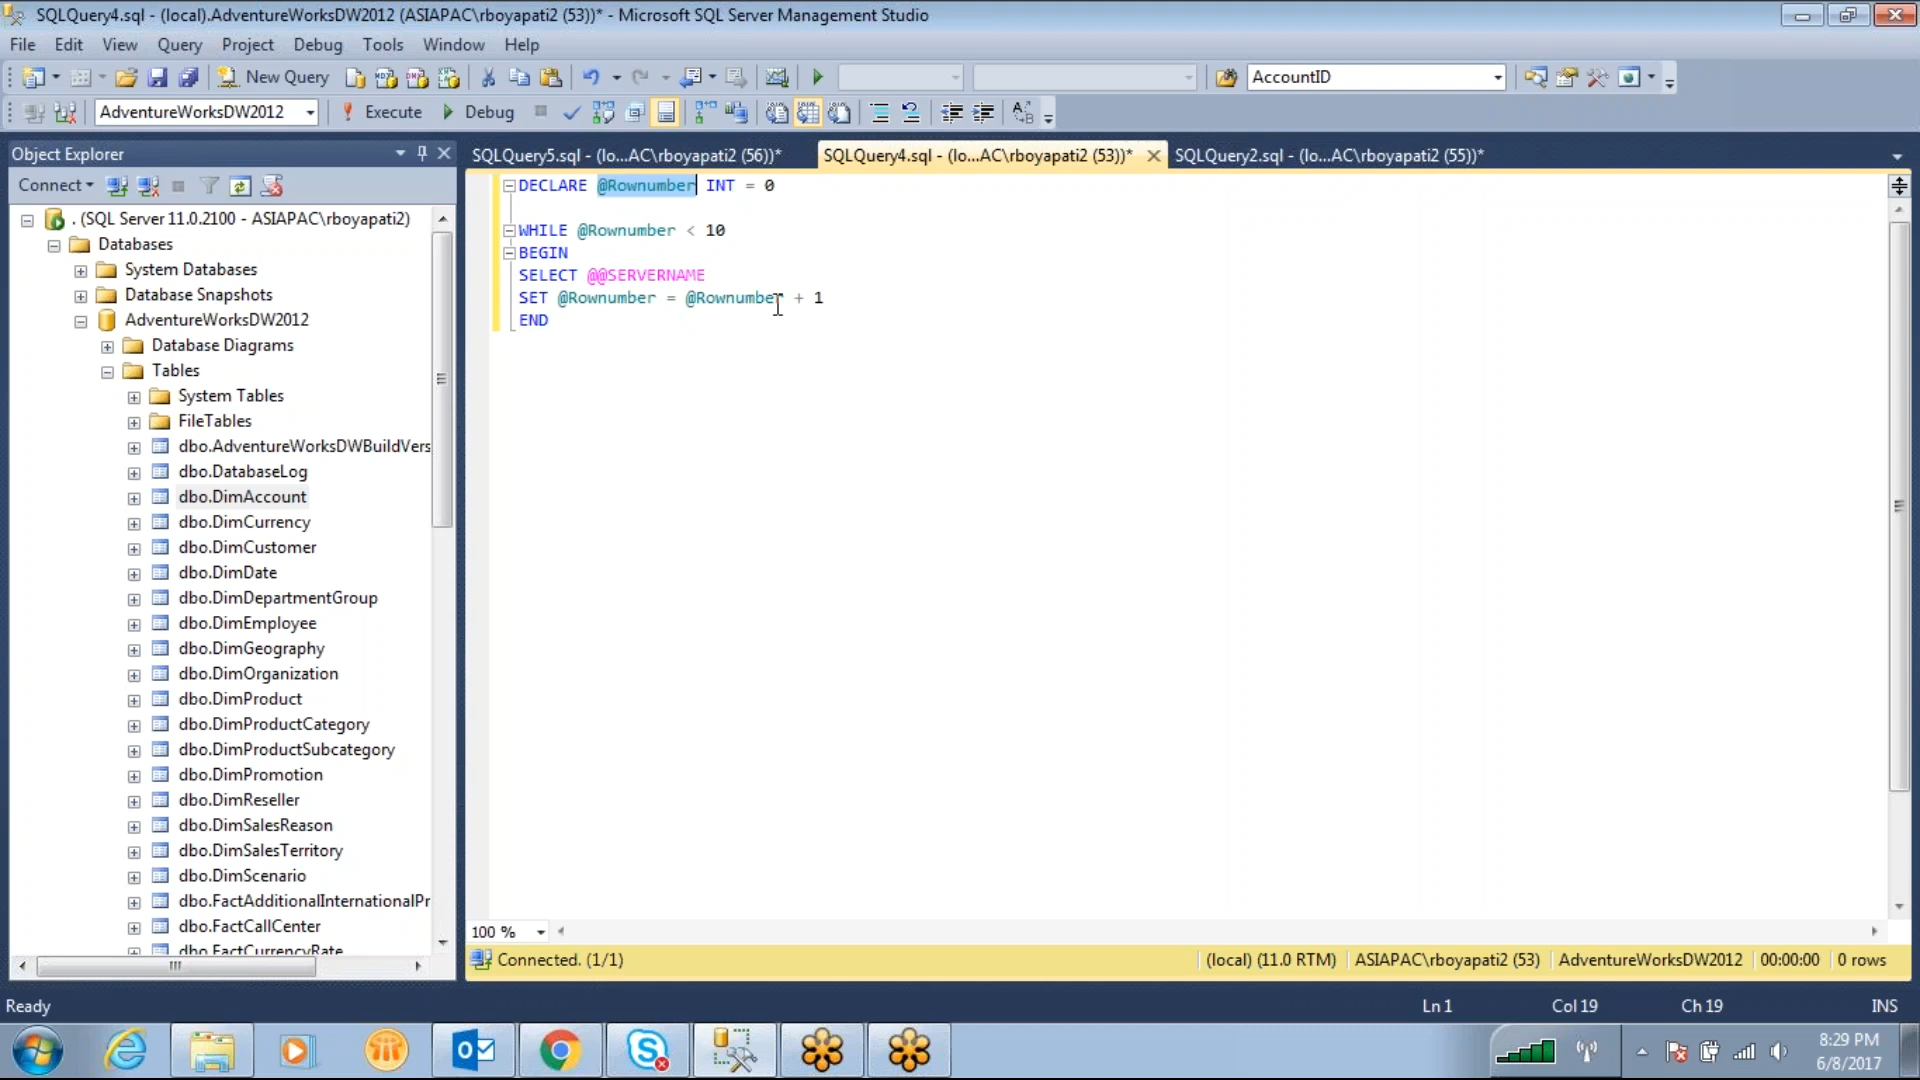 SQLQuery4.sql - (local).AdventureWorksDW2012 (ASIAPAC\rboyapati2 (53))* - Microsoft SQL Server Management Studio
File Edit View Query Project Debug Tools Window Help
New Query AccountID
AdventureWorksDW2012 Execute Debug
Object Explorer
SQLQuery5.sql - (lo...AC\rboyapati2 (56))* SQLQuery4.sql - (lo...AC\rboyapati2 (53))* SQLQuery2.sql - (lo...AC\rboyapati2 (55))*
Connect
. (SQL Server 11.0.2100 - ASIAPAC\rboyapati2)
Databases
System Databases
Database Snapshots
AdventureWorksDW2012
Database Diagrams
Tables
System Tables
FileTables
dbo.AdventureWorksDWBuildVers
dbo.DatabaseLog
dbo.DimAccount
dbo.DimCurrency
dbo.DimCustomer
dbo.DimDate
dbo.DimDepartmentGroup
dbo.DimEmployee
dbo.DimGeography
dbo.DimOrganization
dbo.DimProduct
dbo.DimProductCategory
dbo.DimProductSubcategory
dbo.DimPromotion
dbo.DimReseller
dbo.DimSalesReason
dbo.DimSalesTerritory
dbo.DimScenario
dbo.FactAdditionalInternationalPr
dbo.FactCallCenter
dbo.FactCurrencyRate
DECLARE @Rownumber INT = 0
WHILE @Rownumber < 10
BEGIN
SELECT @@SERVERNAME
SET @Rownumber = @Rownumber + 1
END
100 %
Connected. (1/1) (local) (11.0 RTM) ASIAPAC\rboyapati2 (53) AdventureWorksDW2012 00:00:00 0 rows
Ready Ln 1 Col 19 Ch 19 INS
8:29 PM
6/8/2017